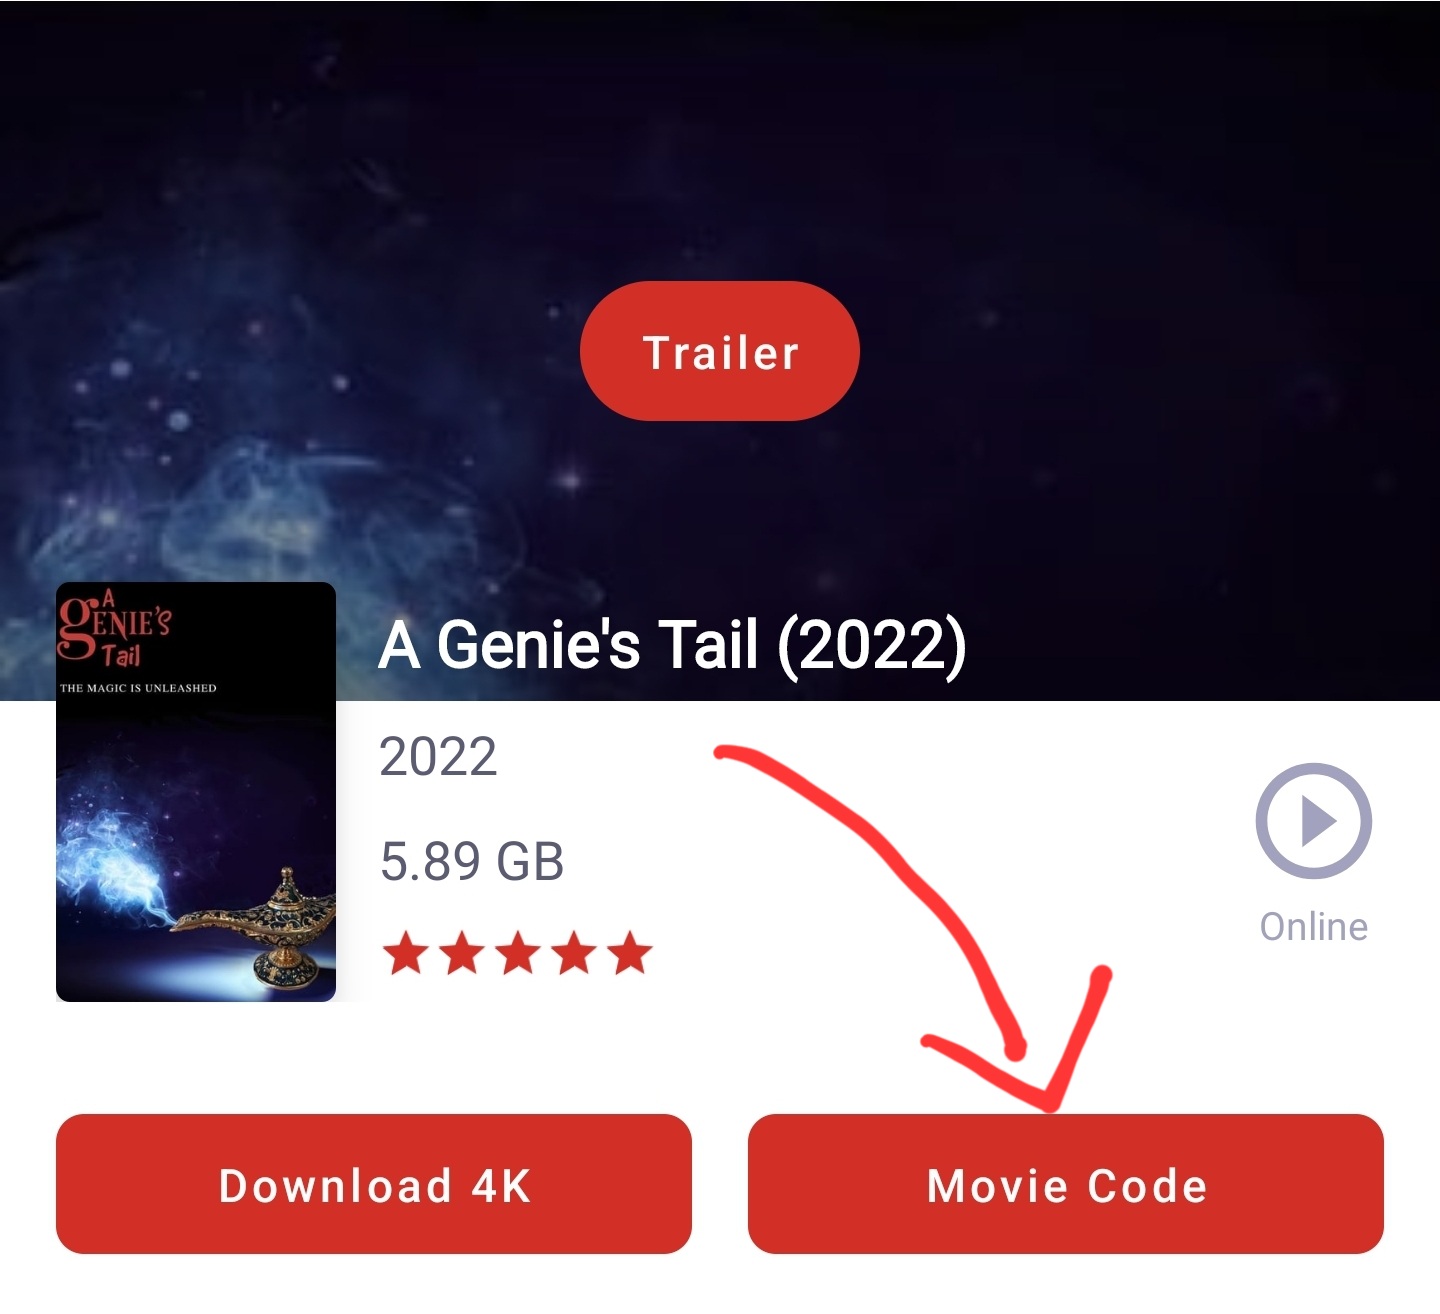 Trailer
A
GENIE'S
Tail
THE MAGIC IS UNLEASHED
A Genie's Tail (2022)
2022
5.89 GB
Online
Download 4K
Movie Code